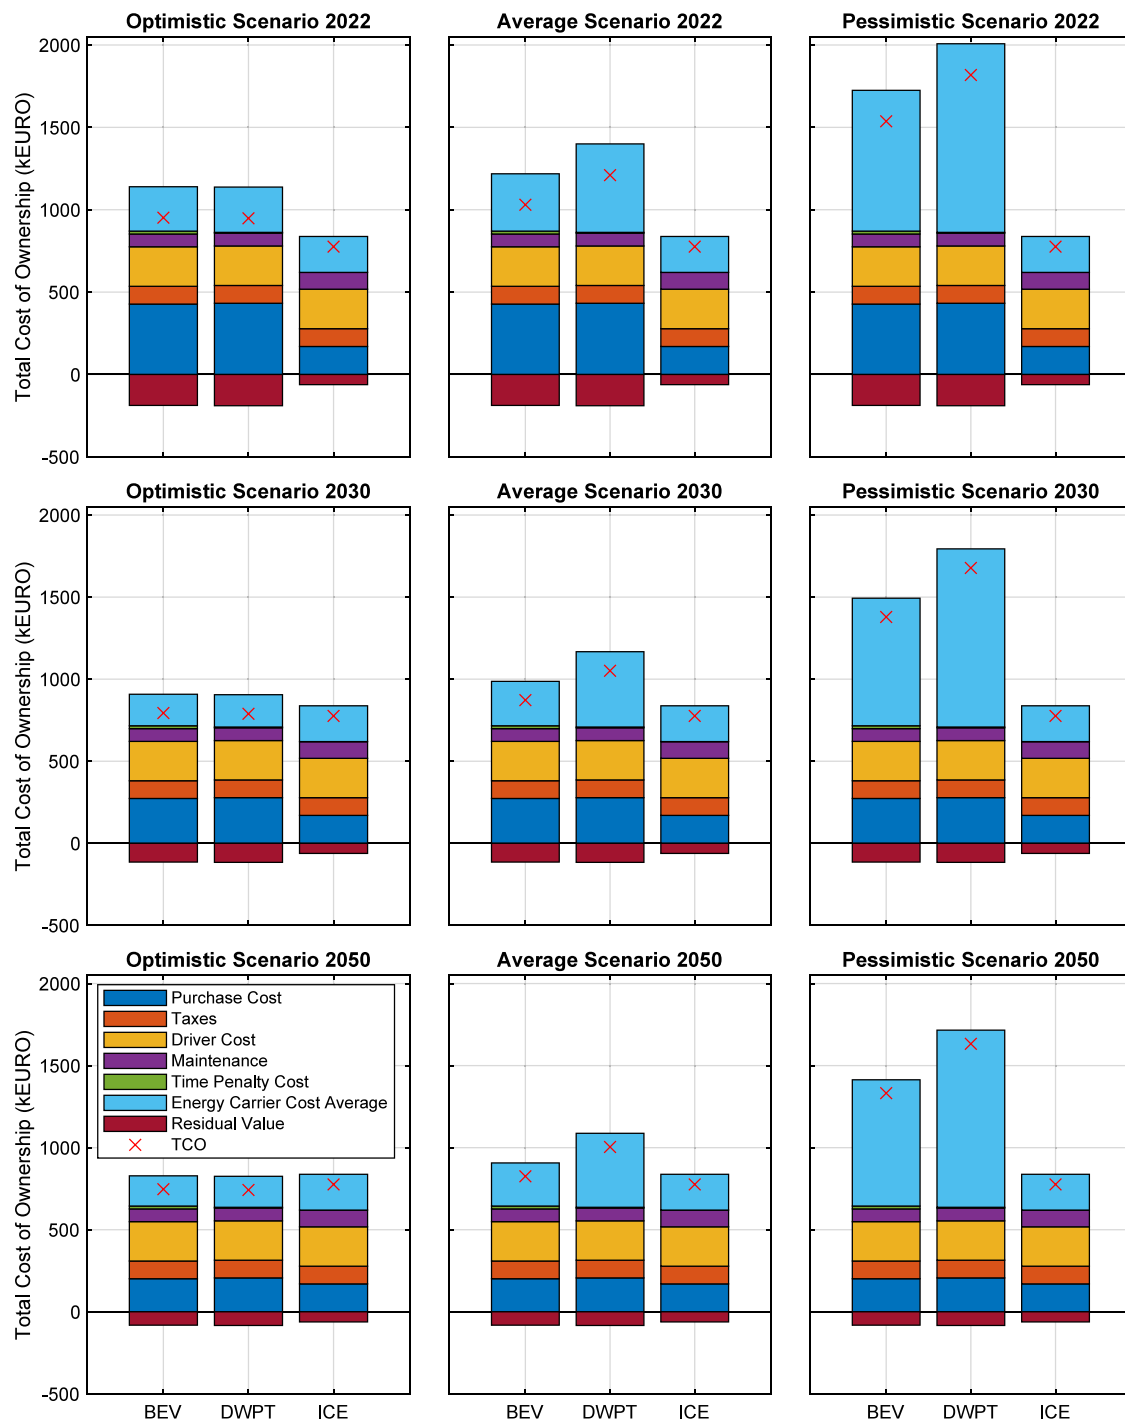 Optimistic Scenario 2022
Average Scenario 2022
Pessimistic Scenario 2022
Total Cost of Ownership (kEURO)
2000
1500
1000
500
0
-500
Optimistic Scenario 2030
Average Scenario 2030
Pessimistic Scenario 2030
Total Cost of Ownership (kEURO)
2000
1500
1000
500
0
-500
Optimistic Scenario 2050
Average Scenario 2050
Pessimistic Scenario 2050
Total Cost of Ownership (kEURO)
2000
1500
1000
500
0
-500
Purchase Cost
Taxes
Driver Cost
Maintenance
Time Penalty Cost
Energy Carrier Cost Average
Residual Value
TCO
BEV DWPT ICE
BEV DWPT ICE
BEV DWPT ICE